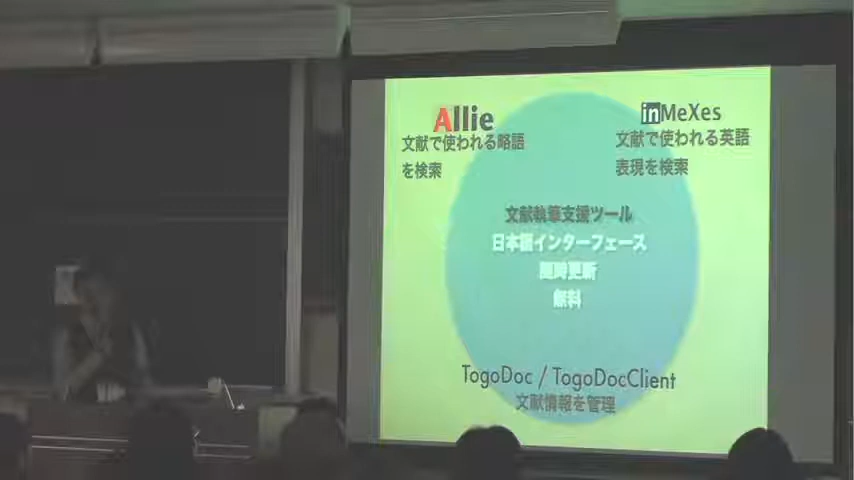 Allie
文献で使われる略語
を検索
inMeXes
文献で使われる英語
表現を検索
文献執筆支援ツール
日本語インターフェース
随時更新
無料
TogoDoc / TogoDocClient
文献情報を管理